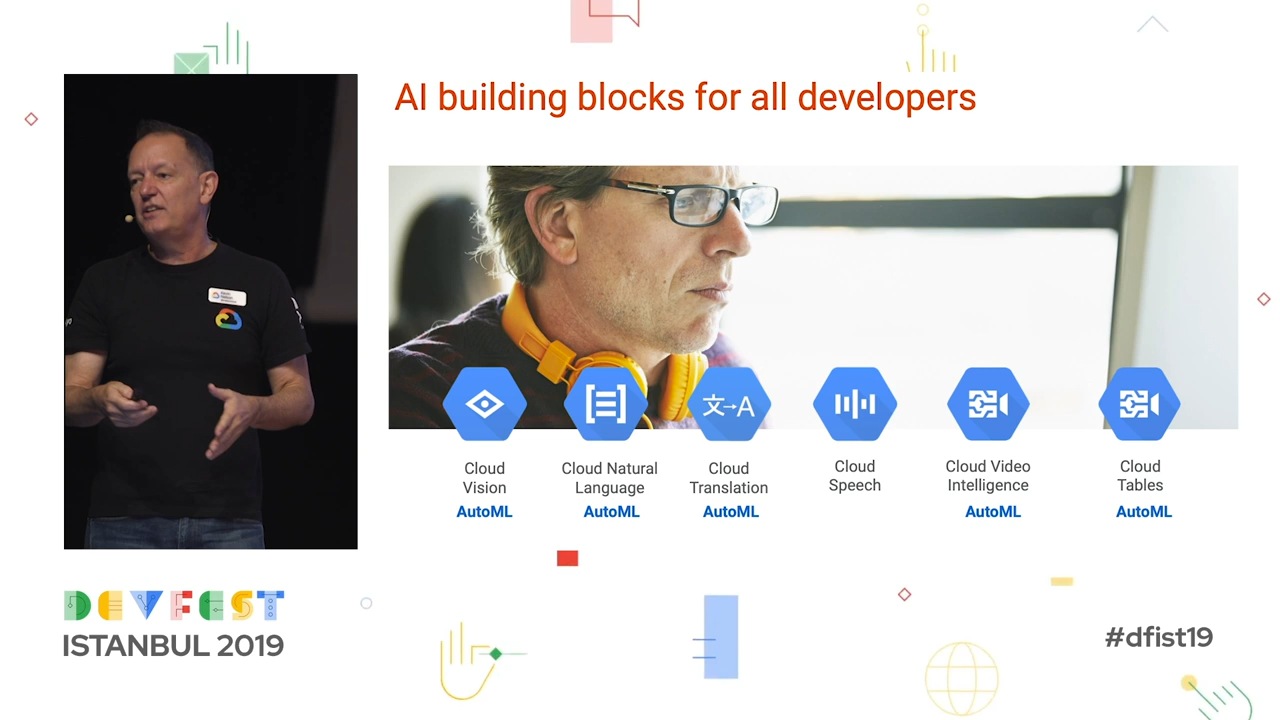 AI building blocks for all developers
文→A
Cloud Vision
AutoML
Cloud Natural Language
AutoML
Cloud Translation
AutoML
Cloud Speech
Cloud Video Intelligence
AutoML
Cloud Tables
AutoML
DEVFEST
ISTANBUL 2019
#dfist19